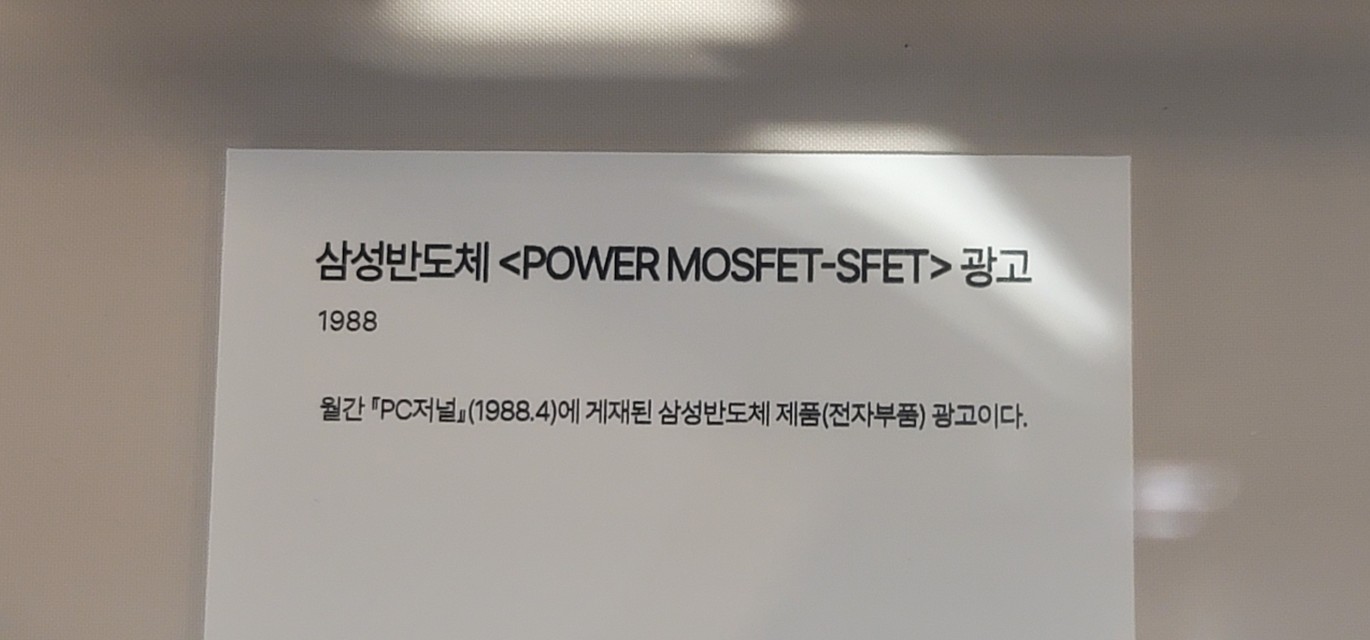 삼성반도체 <POWER MOSFET-SFET> 광고
1988
월간 『PC저널』(1988.4)에 게재된 삼성반도체 제품(전자부품) 광고이다.